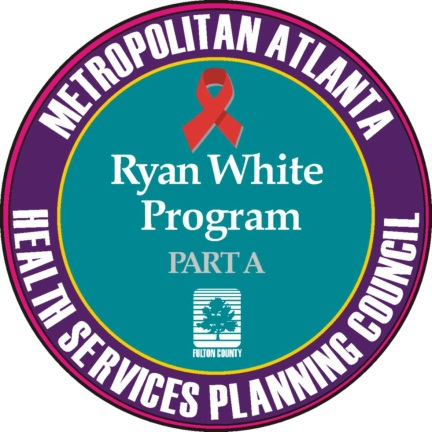 METROPOLITAN ATLANTA
Ryan White
Program
PART A
FULTON COUNTY
HEALTH SERVICES PLANNING COUNCIL